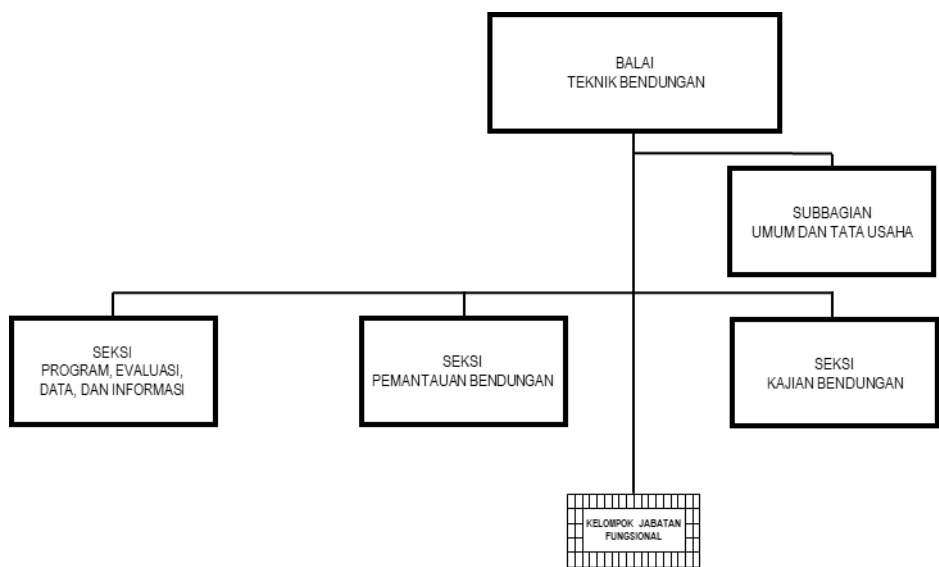 BALAI
TEKNIK BENDUNGAN
SUBBAGIAN
UMUM DAN TATA USAHA
SEKSI
PROGRAM, EVALUASI,
DATA, DAN INFORMASI
SEKSI
PEMANTAUAN BENDUNGAN
SEKSI
KAJIAN BENDUNGAN
KELOMPOK JABATAN
FUNGSIONAL